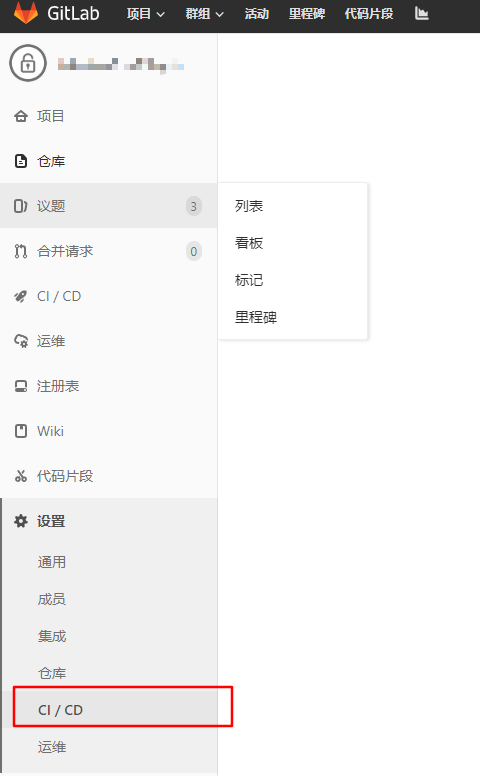 GitLab 项目 群组 活动 里程碑 代码片段
项目
仓库
议题 3
列表
看板
标记
里程碑
合并请求 0
CI / CD
运维
注册表
Wiki
代码片段
设置
通用
成员
集成
仓库
CI / CD
运维